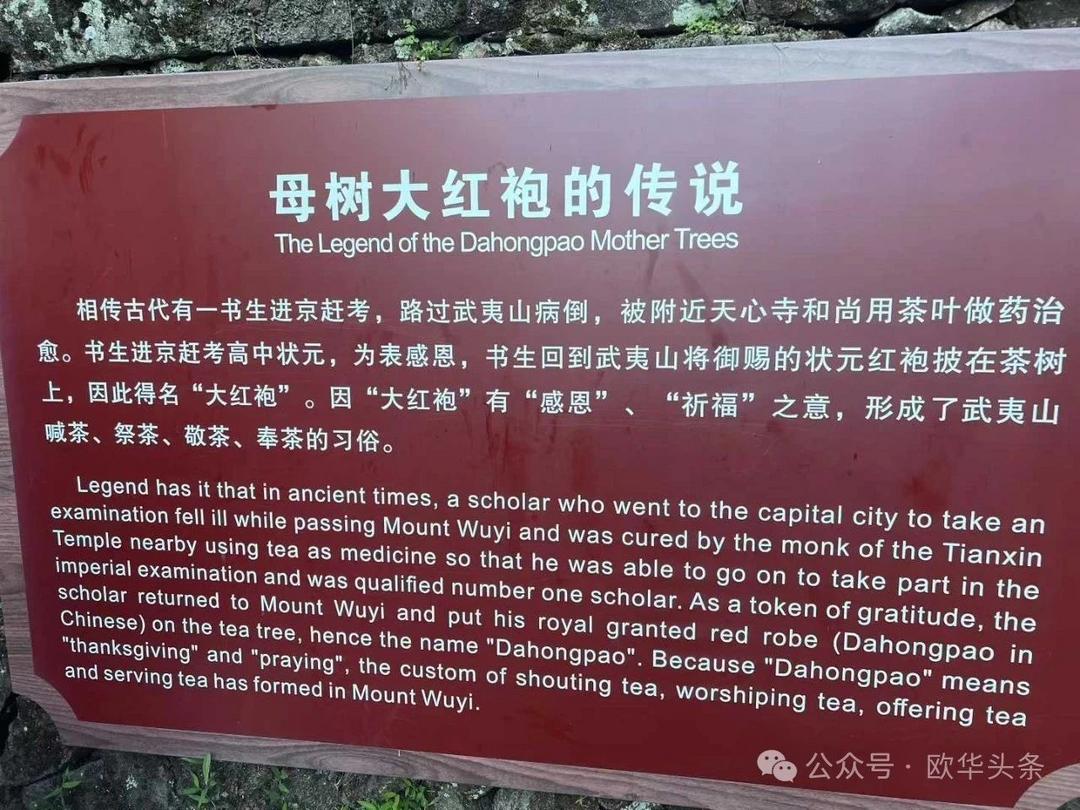 母树大红袍的传说
The Legend of the Dahongpao Mother Trees
相传古代有一书生进京赶考，路过武夷山病倒，被附近天心寺和尚用茶叶做药治
愈。书生进京赶考高中状元，为表感恩，书生回到武夷山将御赐的状元红袍披在茶树
上，因此得名“大红袍”。因“大红袍”有“感恩”、“祈福”之意，形成了武夷山
喊茶、祭茶、敬茶、奉茶的习俗。
Legend has it that in ancient times, a scholar who went to the capital city to take an
examination fell ill while passing Mount Wuyi and was cured by the monk of the Tianxin
Temple nearby using tea as medicine so that he was able to go on to take part in the
imperial examination and was qualified number one scholar. As a token of gratitude, the
scholar returned to Mount Wuyi and put his royal granted red robe (Dahongpao in
Chinese) on the tea tree, hence the name "Dahongpao". Because "Dahongpao" means
"thanksgiving" and "praying", the custom of shouting tea, worshiping tea, offering tea
and serving tea has formed in Mount Wuyi.
公众号·欧华头条